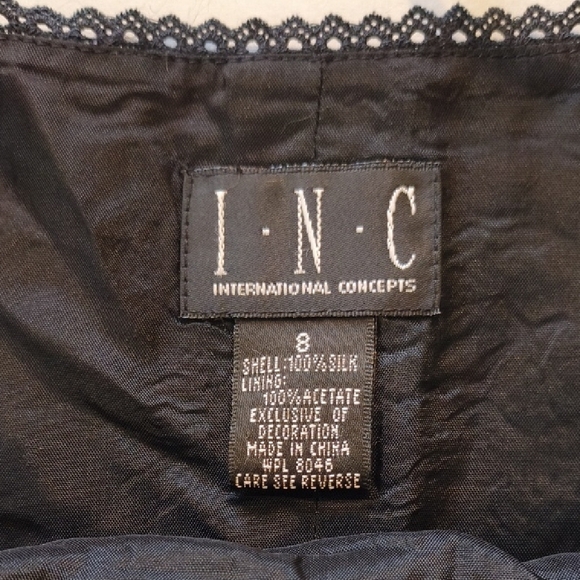 I·N·C
INTERNATIONAL CONCEPTS
8
SHELL:100%SILK
LINING:
100%ACETATE
EXCLUSIVE OF
DECORATION
MADE IN CHINA
WPL 8046
CARE SEE REVERSE